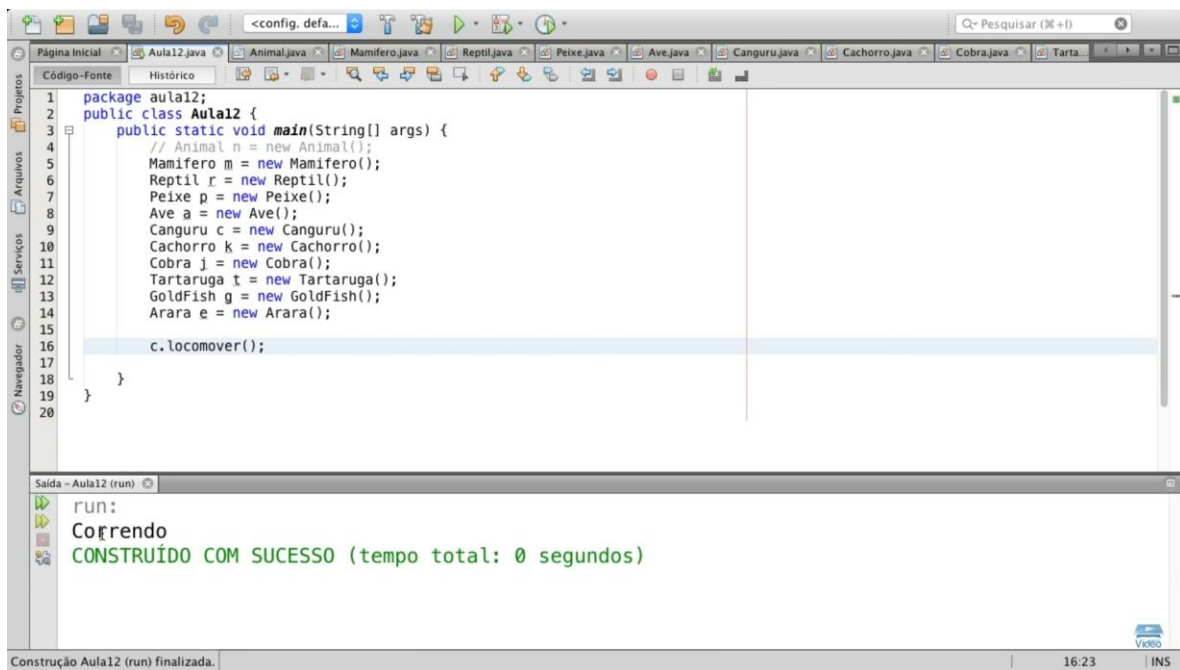 <config. defa...
Pesquisar (⌘+I)
Página Inicial Aula12.java Animal.java Mamifero.java Reptil.java Peixe.java Ave.java Canguru.java Cachorro.java Cobra.java Tarta...
Código-Fonte Histórico
Projetos
Arquivos
Serviços
Navegador
1 package aula12;
2 public class Aula12 {
3 public static void main(String[] args) {
4 // Animal n = new Animal();
5 Mamifero m = new Mamifero();
6 Reptil r = new Reptil();
7 Peixe p = new Peixe();
8 Ave a = new Ave();
9 Canguru c = new Canguru();
10 Cachorro k = new Cachorro();
11 Cobra j = new Cobra();
12 Tartaruga t = new Tartaruga();
13 GoldFish g = new GoldFish();
14 Arara e = new Arara();
15
16 c.locomover();
17
18 }
19 }
20
Saída - Aula12 (run)
run:
Correndo
CONSTRUÍDO COM SUCESSO (tempo total: 0 segundos)
Vídeo
Construção Aula12 (run) finalizada. 16:23 INS